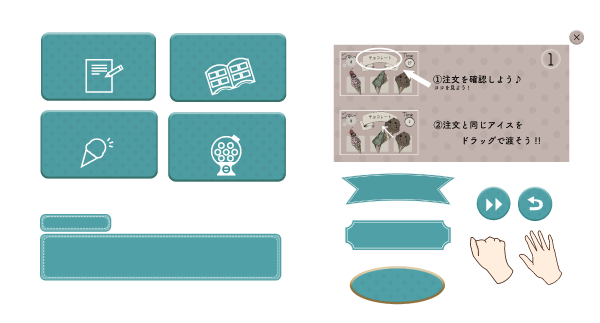 1
チョコレート
①注文を確認しよう♪
ココを見よう!
チョコレート
②注文と同じアイスを
ドラッグで渡そう!!